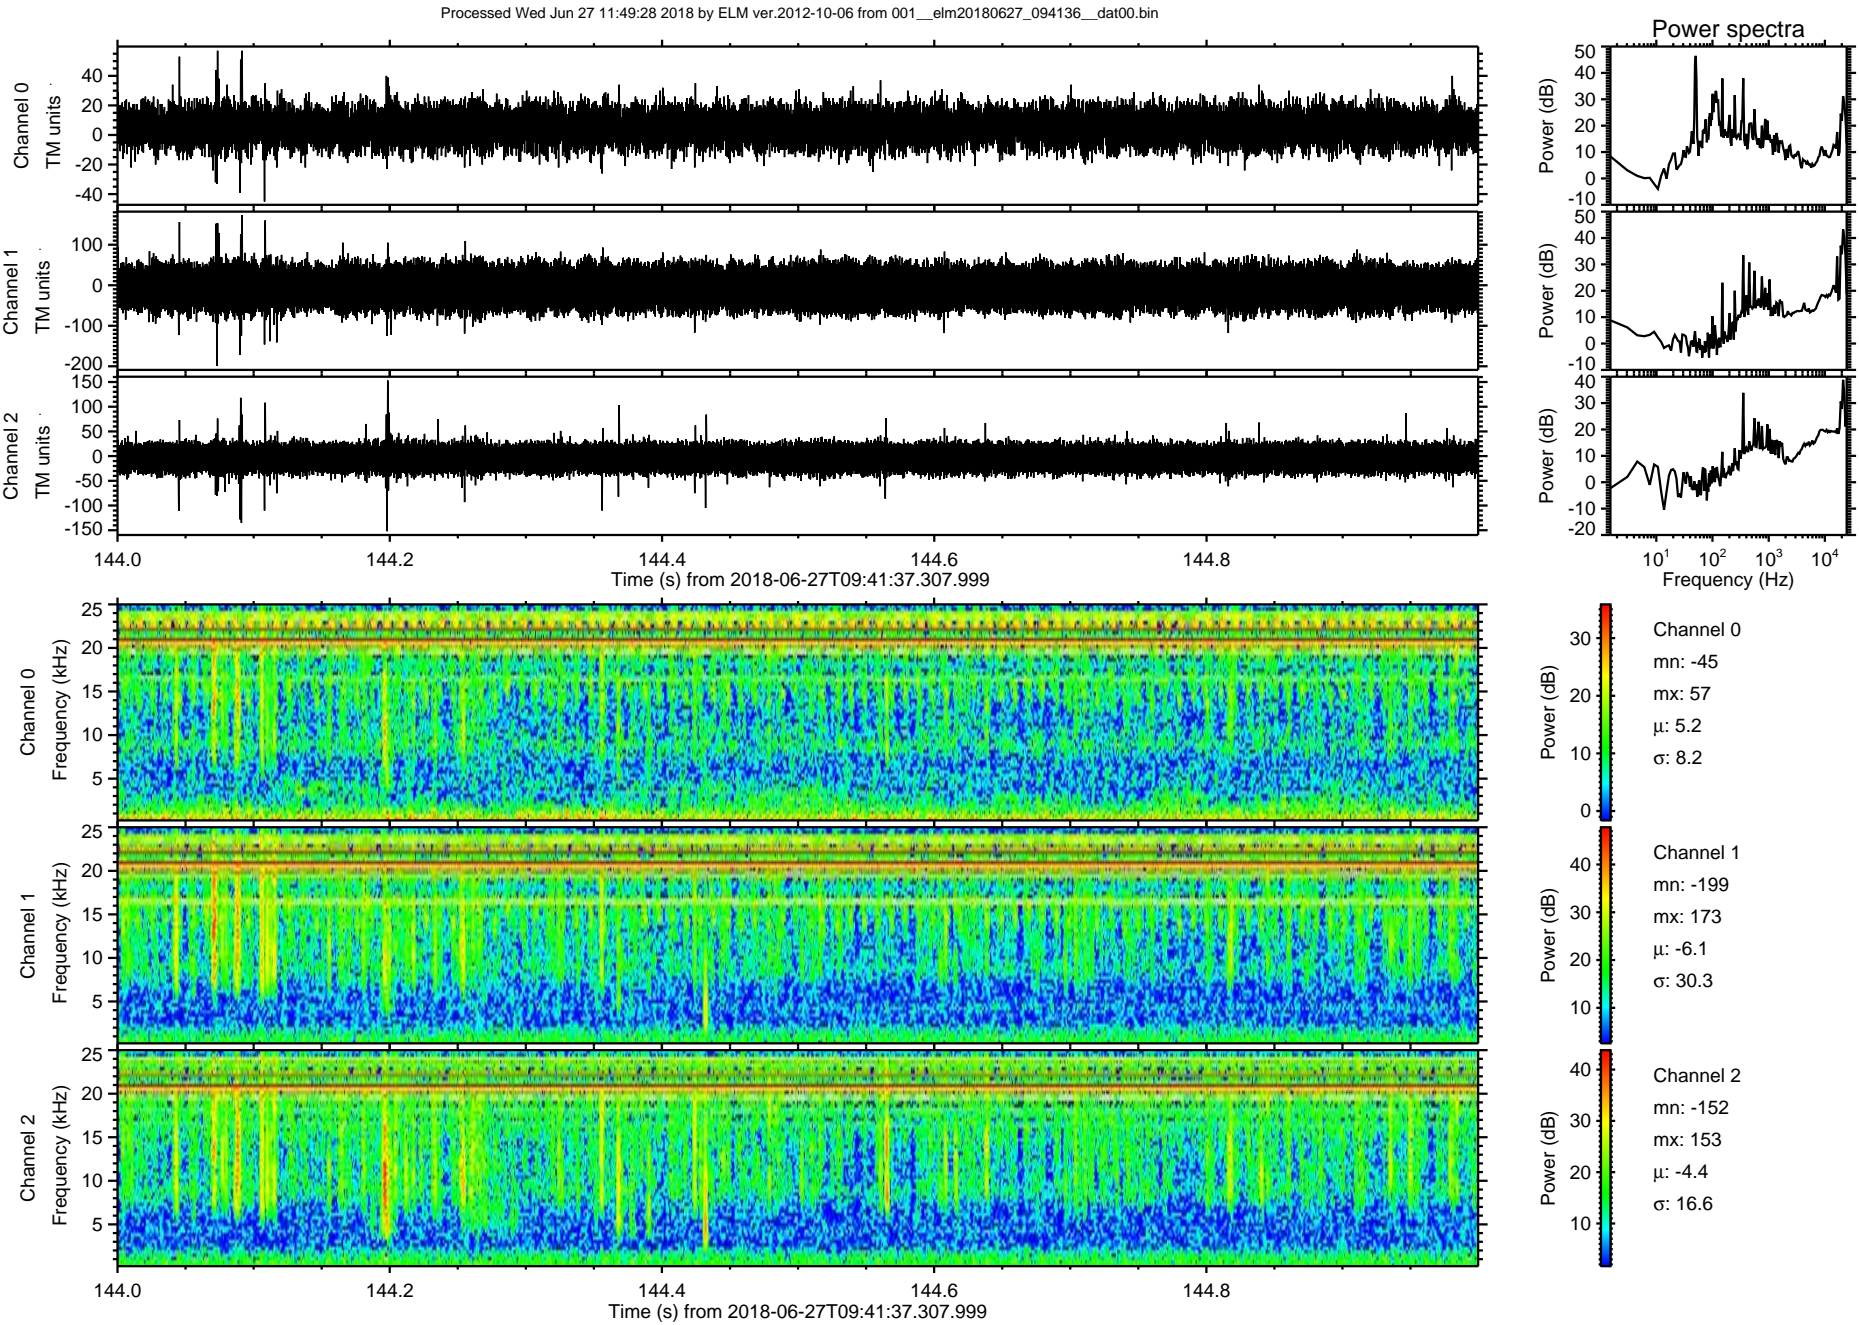 Processed Wed Jun 27 11:49:28 2018 by ELM ver.2012-10-06 from 001__elm20180627_094136__dat00.bin
Power spectra
Channel 0
TM units
40
20
0
-20
-40
Power (dB)
50
40
30
20
10
0
-10
Channel 1
TM units
100
0
-100
-200
Power (dB)
50
40
30
20
10
0
-10
Channel 2
TM units
150
100
50
0
-50
-100
-150
Power (dB)
40
30
20
10
0
-10
-20
144.0 144.2 144.4 144.6 144.8
Time (s) from 2018-06-27T09:41:37.307.999
10^1 10^2 10^3 10^4
Frequency (Hz)
Channel 0
Frequency (kHz)
25
20
15
10
5
Power (dB)
30
20
10
0
Channel 0
mn: -45
mx: 57
μ: 5.2
σ: 8.2
Channel 1
Frequency (kHz)
25
20
15
10
5
Power (dB)
40
30
20
10
Channel 1
mn: -199
mx: 173
μ: -6.1
σ: 30.3
Channel 2
Frequency (kHz)
25
20
15
10
5
Power (dB)
40
30
20
10
Channel 2
mn: -152
mx: 153
μ: -4.4
σ: 16.6
144.0 144.2 144.4 144.6 144.8
Time (s) from 2018-06-27T09:41:37.307.999